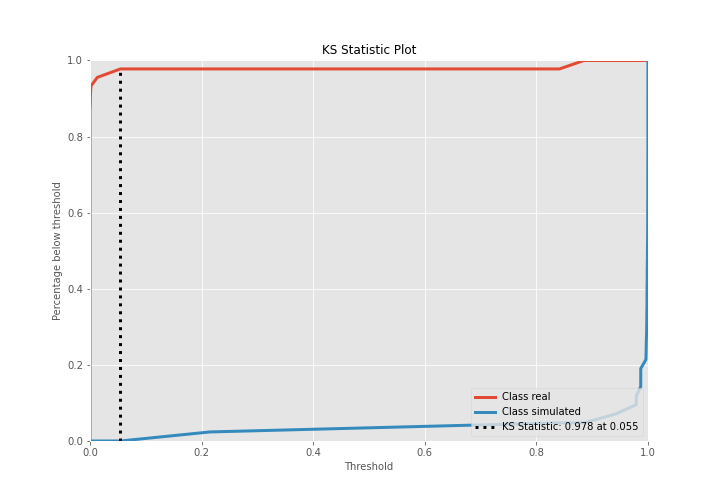 KS Statistic Plot
Percentage below threshold
1.0
0.8
0.6
0.4
0.2
0.0
Class real
Class simulated
KS Statistic: 0.978 at 0.055
0.0 0.2 0.4 0.6 0.8 1.0
Threshold